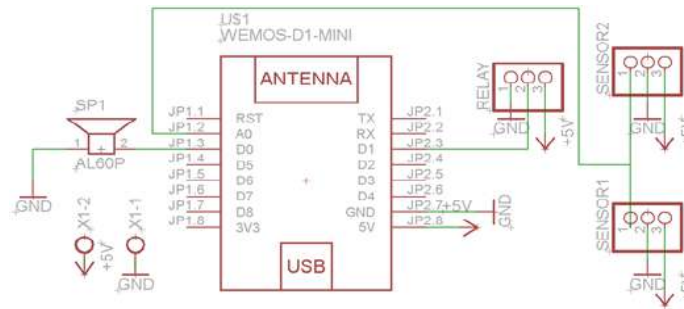 U$1
WEMOS-D1-MINI
ANTENNA
SP1
1
2
AL60P
GND
X1-2
+5V
X1-1
GND
JP1.1
JP1.2
JP1.3
JP1.4
JP1.5
JP1.6
JP1.7
JP1.8
RST
A0
D0
D5
D6
D7
D8
3V3
TX
RX
D1
D2
D3
D4
GND
5V
JP2.1
JP2.2
JP2.3
JP2.4
JP2.5
JP2.6
JP2.7
+5V
JP2.8
GND
USB
RELAY
1
2
3
GND
+5V
SENSOR2
1
2
3
GND
SENSOR1
1
2
3
GND